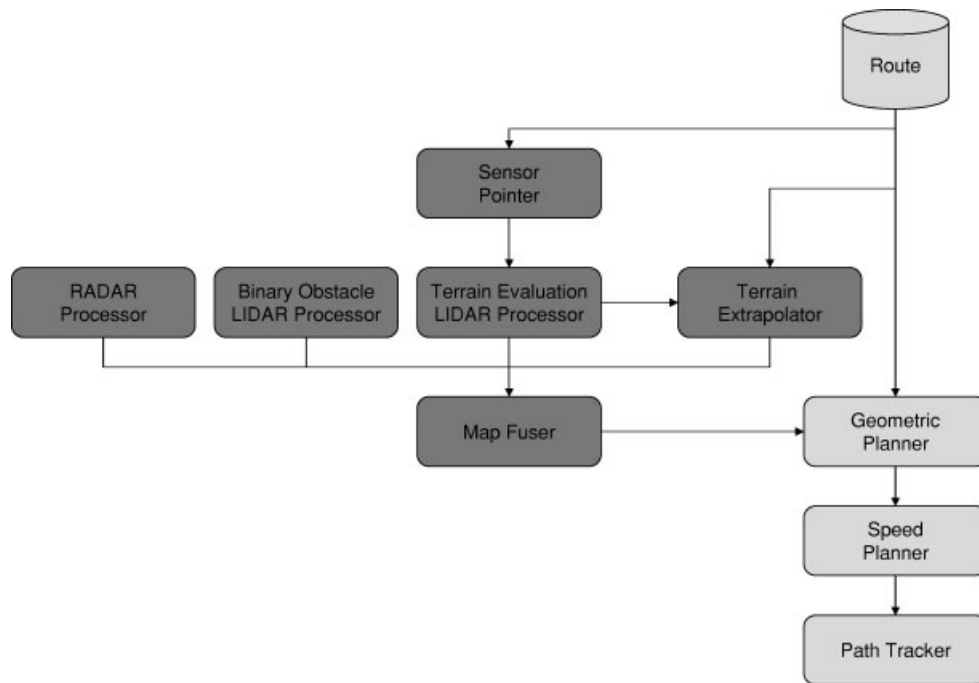 Route
Sensor
Pointer
RADAR
Processor
Binary Obstacle
LIDAR Processor
Terrain Evaluation
LIDAR Processor
Terrain
Extrapolator
Map Fuser
Geometric
Planner
Speed
Planner
Path Tracker